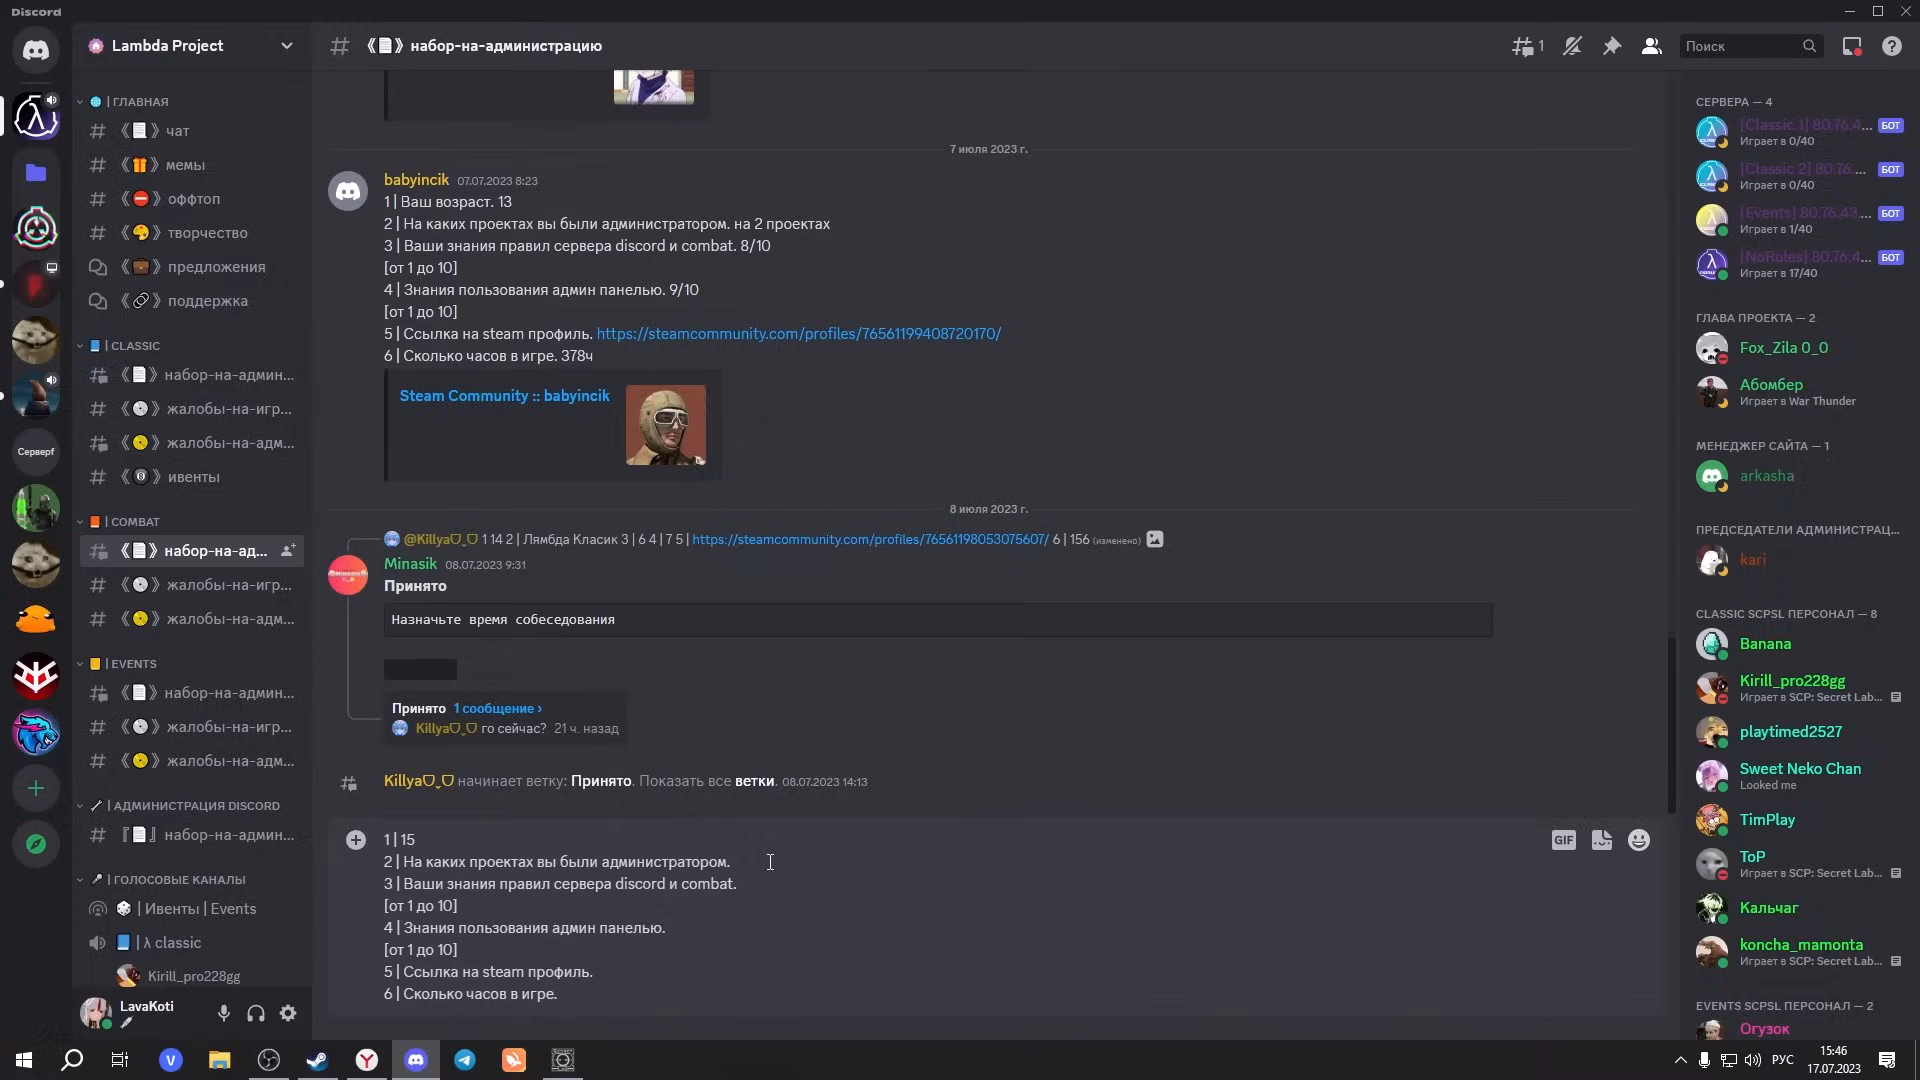 Discord
Lambda Project
《📄》набор-на-администрацию
1
Поиск
| ГЛАВНАЯ
《📄》чат
《🎁》мемы
《⛔》оффтоп
《🎨》творчество
《💼》предложения
《🔗》поддержка
| CLASSIC
《📄》набор-на-админ...
жалобы-на-игр...
жалобы-на-адм...
ивенты
| COMBAT
《📄》набор-на-ад...
жалобы-на-игр...
жалобы-на-адм...
| EVENTS
《📄》набор-на-админ...
жалобы-на-игр...
жалобы-на-адм...
| АДМИНИСТРАЦИЯ DISCORD
『📄』набор-на-админ...
| ГОЛОСОВЫЕ КАНАЛЫ
| Ивенты | Events
| λ classic
Kirill_pro228gg
LavaKoti
Серверf
7 июля 2023 г.
babyincik 07.07.2023 8:23
1 | Ваш возраст. 13
2 | На каких проектах вы были администратором. на 2 проектах
3 | Ваши знания правил сервера discord и combat. 8/10
[от 1 до 10]
4 | Знания пользования админ панелью. 9/10
[от 1 до 10]
5 | Ссылка на steam профиль. https://steamcommunity.com/profiles/76561199408720170/
6 | Сколько часов в игре. 378ч
Steam Community :: babyincik
8 июля 2023 г.
@Killya 1 14 2 | Лямбда Класик 3 | 6 4 | 7 5 | https://steamcommunity.com/profiles/76561198053075607/ 6 | 156 (изменено)
Minasik 08.07.2023 9:31
Принято
Назначьте время собеседования
Принято 1 сообщение ›
Killya го сейчас? 21 ч. назад
Killya начинает ветку: Принято. Показать все ветки. 08.07.2023 14:13
1 | 15
2 | На каких проектах вы были администратором.
3 | Ваши знания правил сервера discord и combat.
[от 1 до 10]
4 | Знания пользования админ панелью.
[от 1 до 10]
5 | Ссылка на steam профиль.
6 | Сколько часов в игре.
GIF
СЕРВЕРА — 4
[Classic 1] 80.76.4... БОТ
Играет в 0/40
[Classic 2] 80.76.... БОТ
Играет в 0/40
[Events] 80.76.43... БОТ
Играет в 1/40
[NoRules] 80.76.4... БОТ
Играет в 17/40
ГЛАВА ПРОЕКТА — 2
Fox_Zila 0_0
Абомбер
Играет в War Thunder
МЕНЕДЖЕР САЙТА — 1
arkasha
ПРЕДСЕДАТЕЛИ АДМИНИСТРАЦ...
kari
CLASSIC SCPSL ПЕРСОНАЛ — 8
Banana
Kirill_pro228gg
Играет в SCP: Secret Lab...
playtimed2527
Sweet Neko Chan
Looked me
TimPlay
ToP
Играет в SCP: Secret Lab...
Кальчаг
koncha_mamonta
Играет в SCP: Secret Lab...
EVENTS SCPSL ПЕРСОНАЛ — 2
Огузок
РУС
15:46
17.07.2023